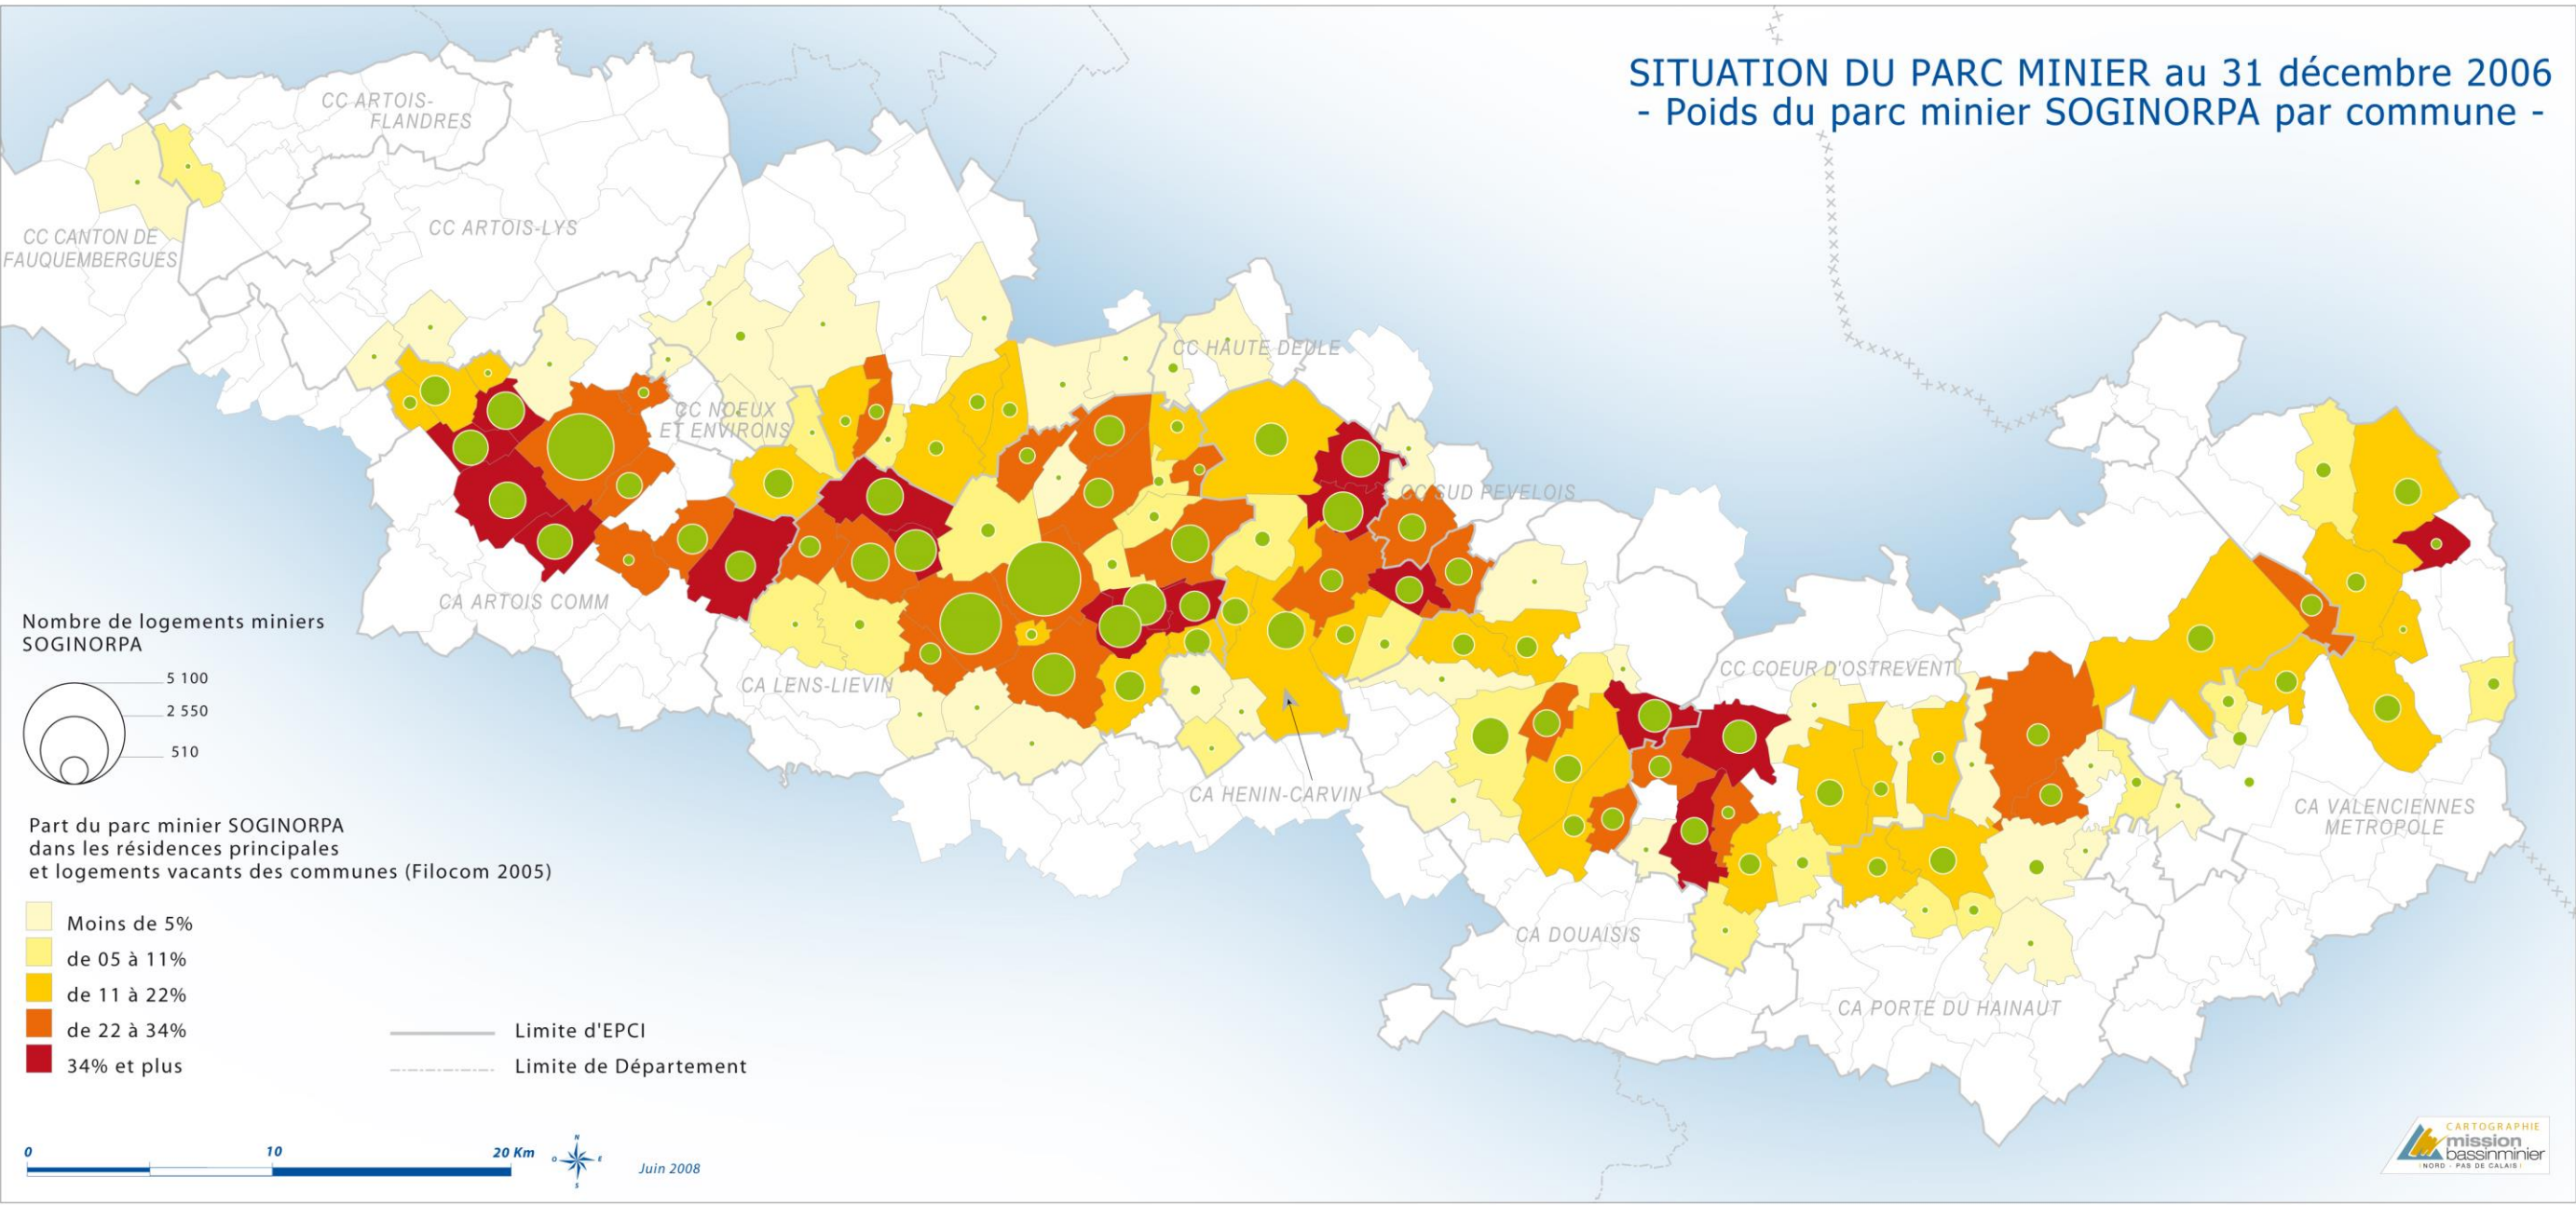 SITUATION DU PARC MINIER au 31 décembre 2006
- Poids du parc minier SOGINORPA par commune -
CC ARTOIS-
FLANDRES
CC ARTOIS-LYS
CC CANTON DE
FAUQUEMBERGUES
CC HAUTE DEULE
CC NOEUX
ET ENVIRONS
CC SUD PEVELOIS
CA ARTOIS COMM
CA LENS-LIEVIN
CC COEUR D'OSTREVENT
CA HENIN-CARVIN
CA VALENCIENNES
METROPOLE
CA DOUAISIS
CA PORTE DU HAINAUT
Nombre de logements miniers
SOGINORPA
5 100
2 550
510
Part du parc minier SOGINORPA
dans les résidences principales
et logements vacants des communes (Filocom 2005)
Moins de 5%
de 05 à 11%
de 11 à 22%
de 22 à 34%
34% et plus
Limite d'EPCI
Limite de Département
0 10 20 Km
N
O E
S
Juin 2008
CARTOGRAPHIE
mission
bassinminier
NORD - PAS DE CALAIS